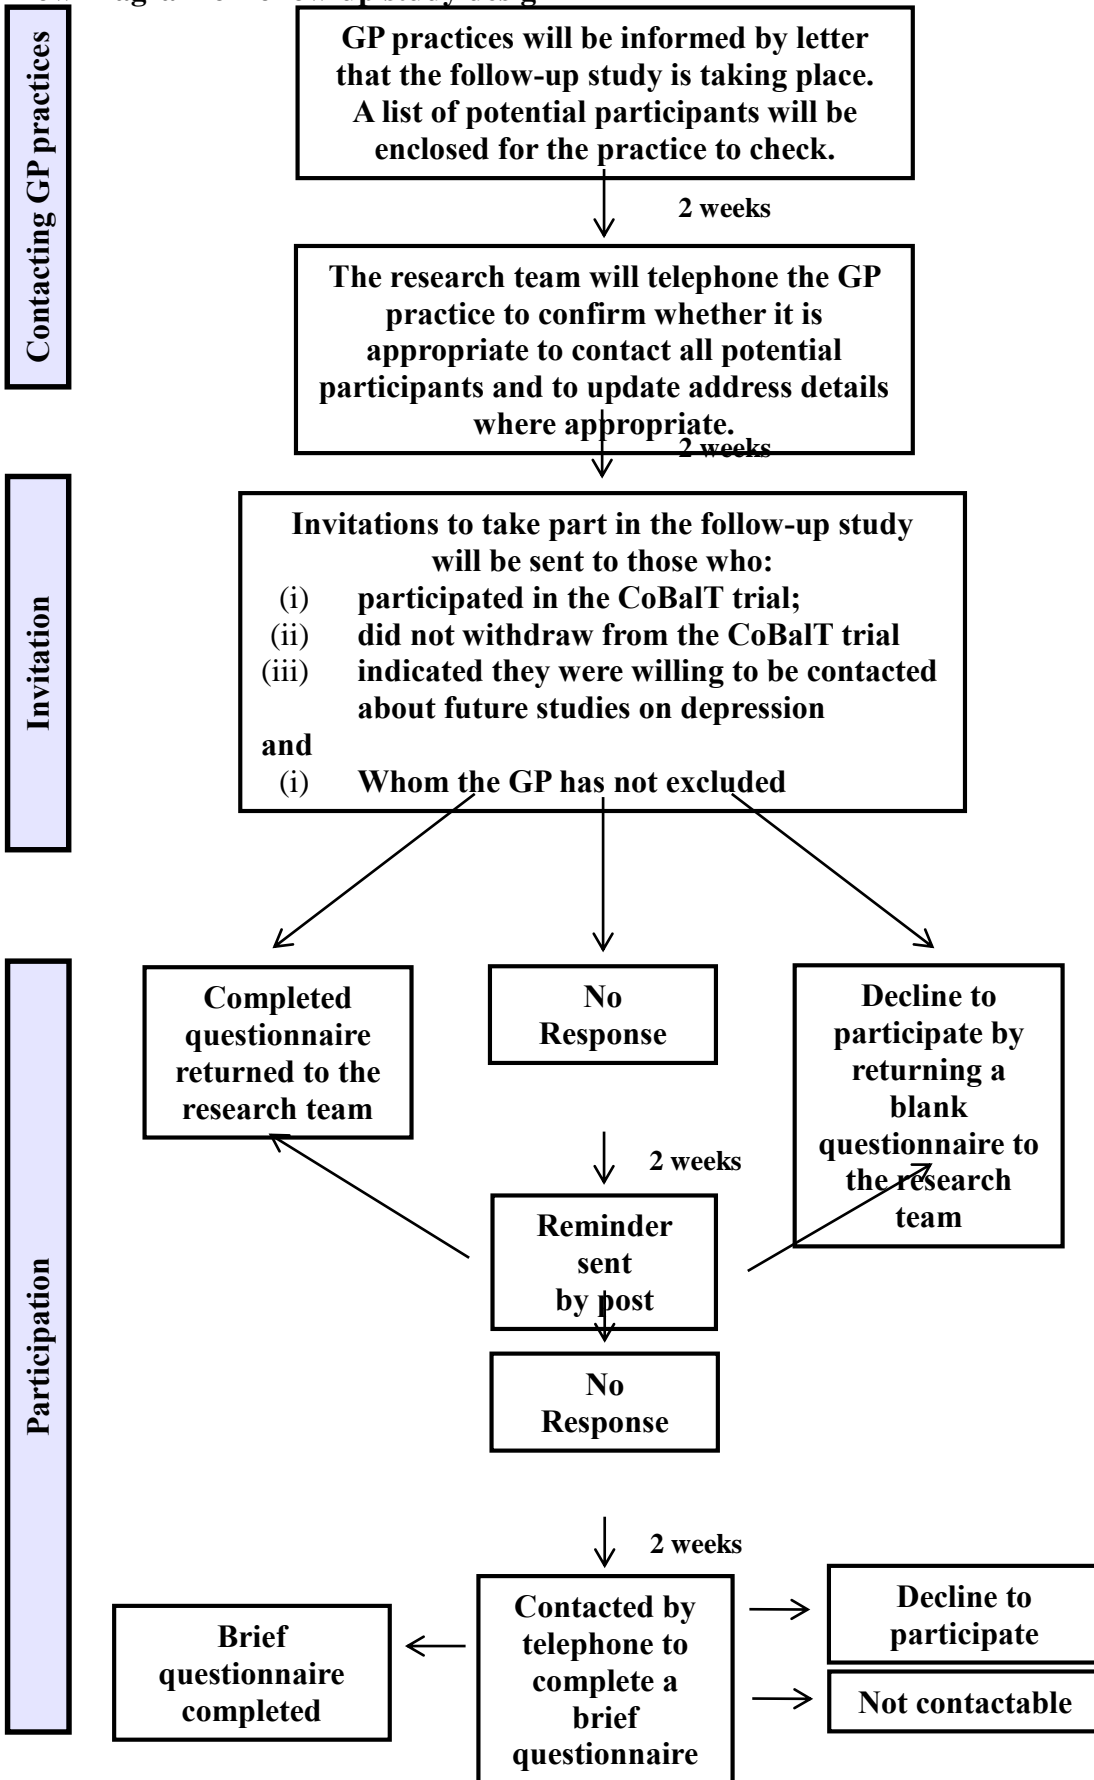 Contacting GP practices
GP practices will be informed by letter
that the follow-up study is taking place.
A list of potential participants will be
enclosed for the practice to check.
2 weeks
The research team will telephone the GP
practice to confirm whether it is
appropriate to contact all potential
participants and to update address details
where appropriate.
2 weeks
Invitation
Invitations to take part in the follow-up study
will be sent to those who:
(i) participated in the CoBalT trial;
(ii) did not withdraw from the CoBalT trial
(iii) indicated they were willing to be contacted
about future studies on depression
and
(i) Whom the GP has not excluded
Participation
Completed
questionnaire
returned to the
research team
No
Response
Decline to
participate by
returning a
blank
questionnaire to
the research
team
2 weeks
Reminder
sent
by post
No
Response
2 weeks
Contacted by
telephone to
complete a
brief
questionnaire
Brief
questionnaire
completed
Decline to
participate
Not contactable